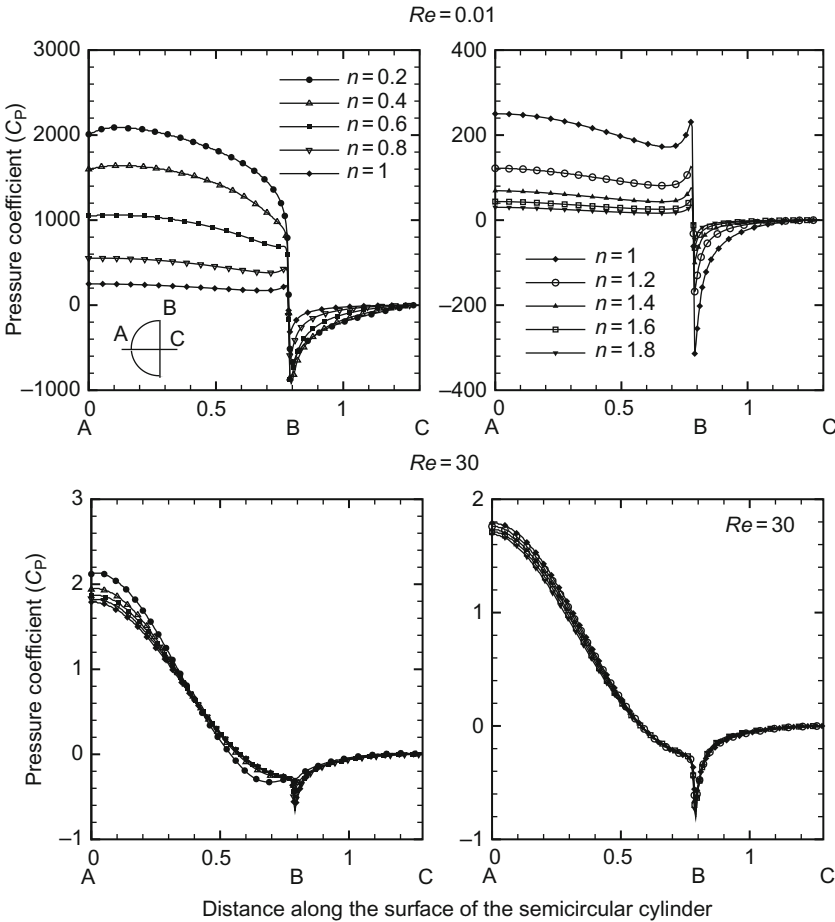 Re = 0.01
Pressure coefficient (CP)
3000
2000
1000
0
–1000
n = 0.2
n = 0.4
n = 0.6
n = 0.8
n = 1
A
B
C
0
0.5
1
A
B
C
400
200
0
–200
–400
n = 1
n = 1.2
n = 1.4
n = 1.6
n = 1.8
0
0.5
1
A
B
C
Re = 30
Pressure coefficient (CP)
3
2
1
0
–1
0
0.5
1
A
B
C
2
1
0
–1
Re = 30
0
0.5
1
A
B
C
Distance along the surface of the semicircular cylinder